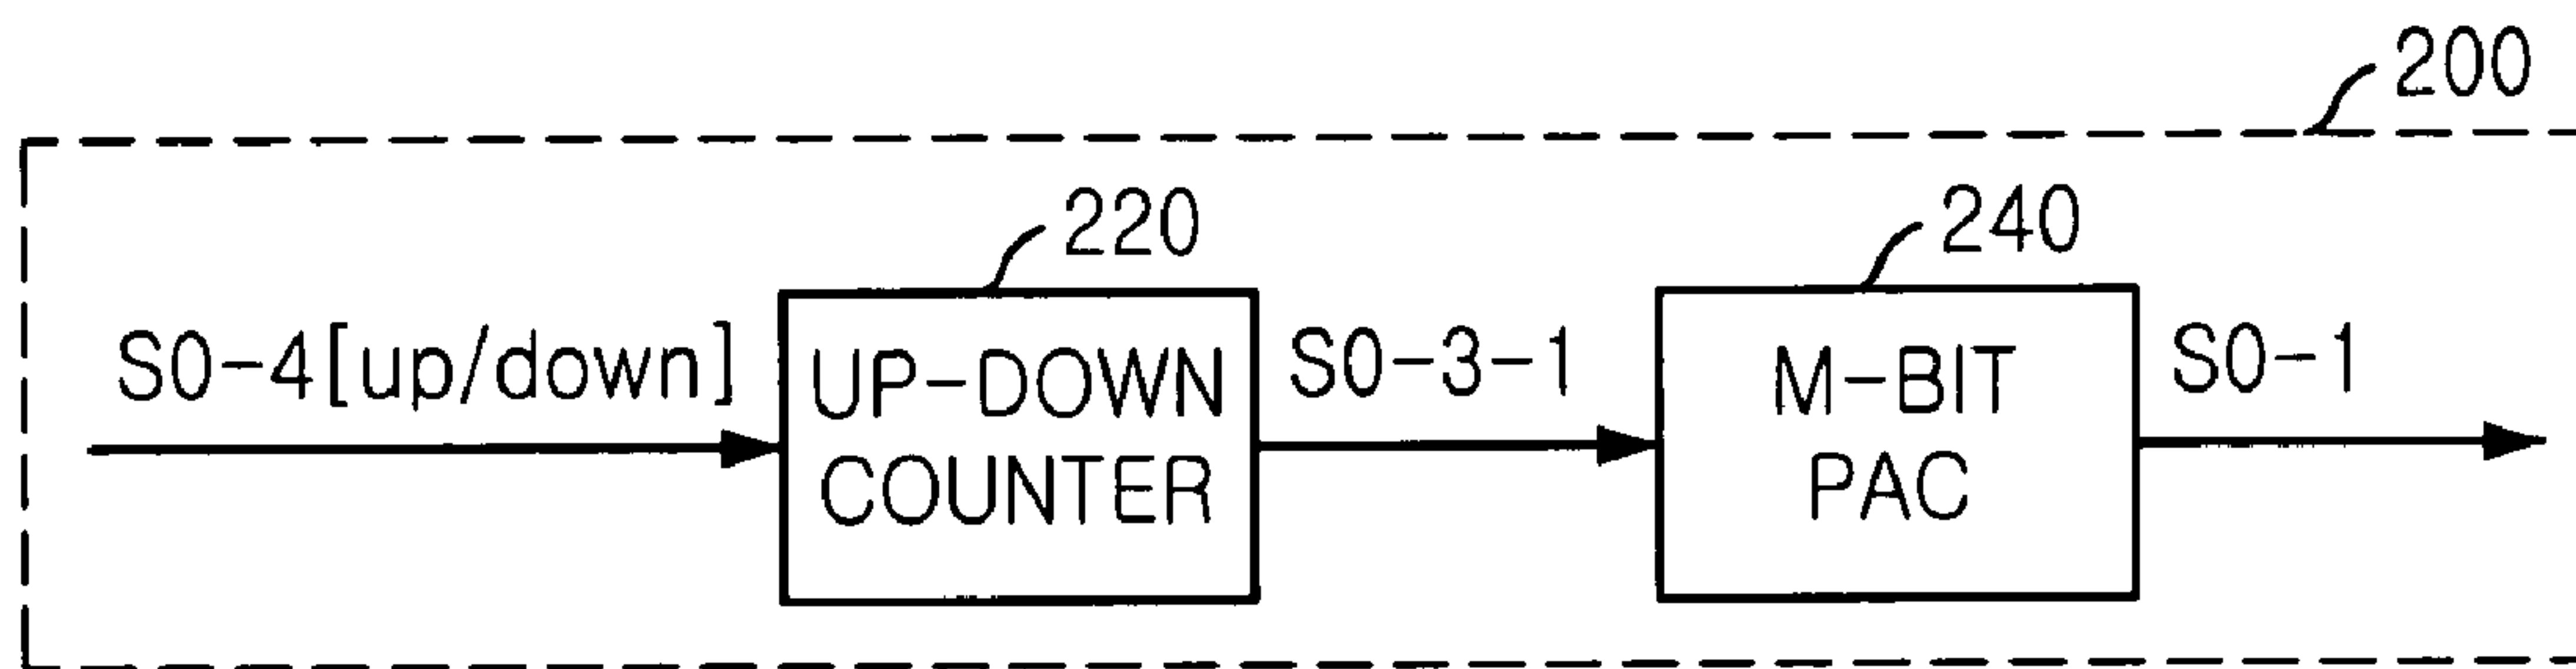 200
220
240
S0-4[up/down]
UP-DOWN
COUNTER
S0-3-1
M-BIT
PAC
S0-1